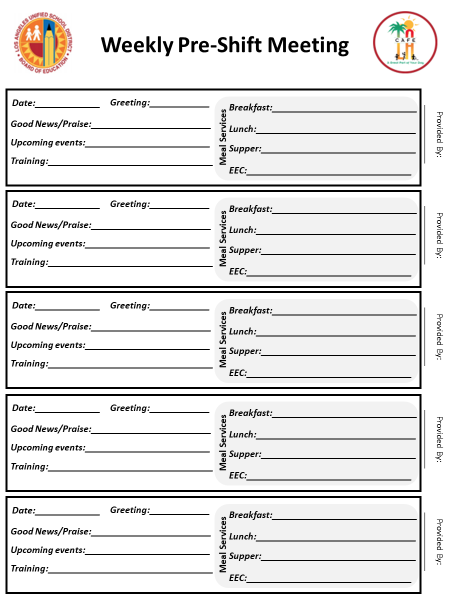 LOS ANGELES UNIFIED SCHOOL DISTRICT
BOARD OF EDUCATION
CAFE
LA
Weekly Pre-Shift Meeting
Date: Greeting:
Good News/Praise:
Upcoming events:
Training:
Meal Services
Breakfast:
Lunch:
Supper:
EEC:
Provided By:
Date: Greeting:
Good News/Praise:
Upcoming events:
Training:
Meal Services
Breakfast:
Lunch:
Supper:
EEC:
Provided By:
Date: Greeting:
Good News/Praise:
Upcoming events:
Training:
Meal Services
Breakfast:
Lunch:
Supper:
EEC:
Provided By:
Date: Greeting:
Good News/Praise:
Upcoming events:
Training:
Meal Services
Breakfast:
Lunch:
Supper:
EEC:
Provided By:
Date: Greeting:
Good News/Praise:
Upcoming events:
Training:
Meal Services
Breakfast:
Lunch:
Supper:
EEC:
Provided By: